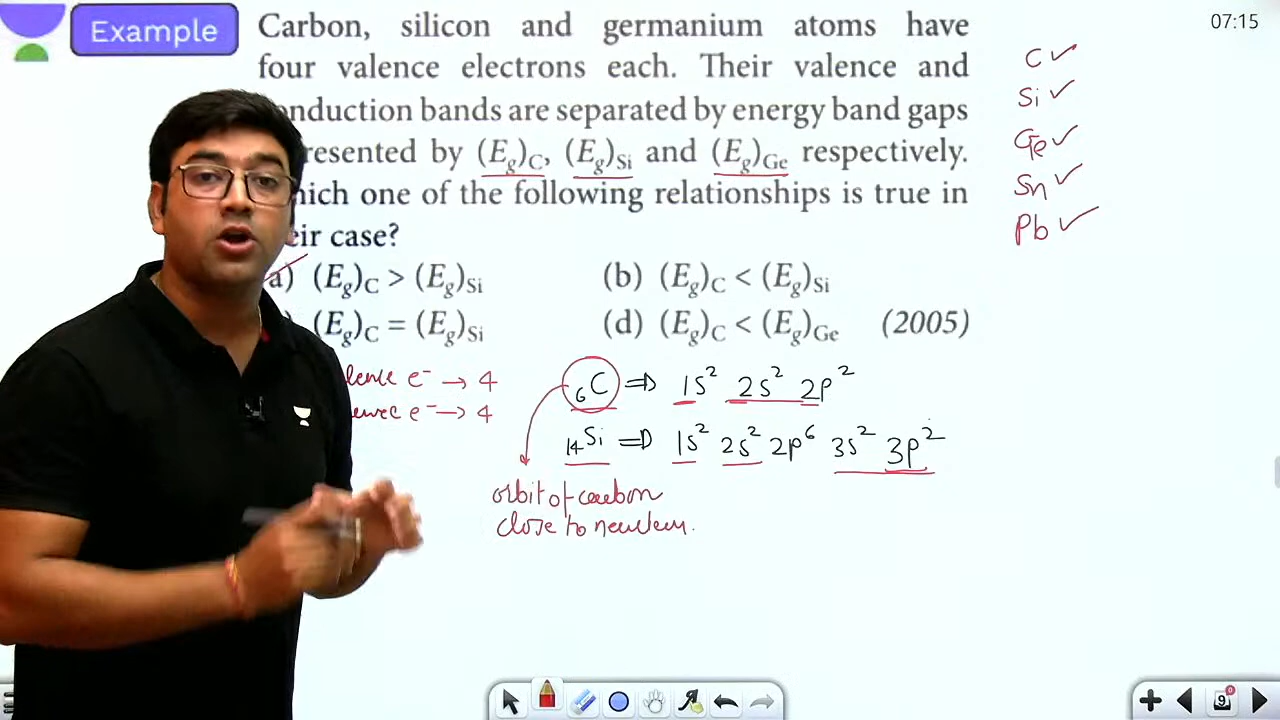 Example
07:15
Carbon, silicon and germanium atoms have
four valence electrons each. Their valence and
onduction bands are separated by energy band gaps
resented by (Eg)C, (Eg)Si and (Eg)Ge respectively.
hich one of the following relationships is true in
eir case?
a) (Eg)C > (Eg)Si
(b) (Eg)C < (Eg)Si
) (Eg)C = (Eg)Si
(d) (Eg)C < (Eg)Ge (2005)
C ✓
Si ✓
Ge ✓
Sn ✓
Pb ✓
lence e⁻ → 4
e⁻ → 4
₆C ⇒ 1s² 2s² 2p²
₁₄Si ⇒ 1s² 2s² 2p⁶ 3s² 3p²
orbit of carbon
close to
9
0